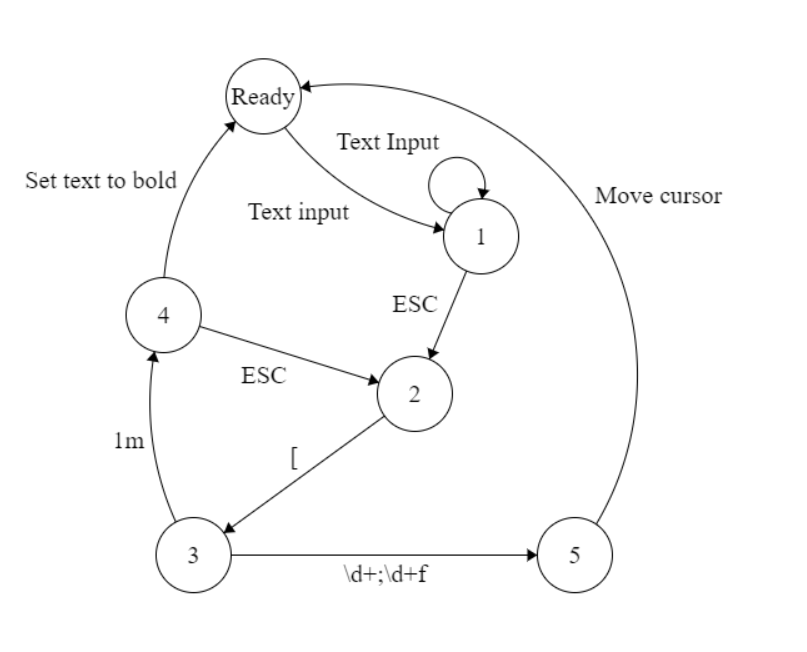 Ready
Text Input
Set text to bold
Move cursor
Text input
1
ESC
4
ESC
2
1m
[
3
5
\d+;\d+f